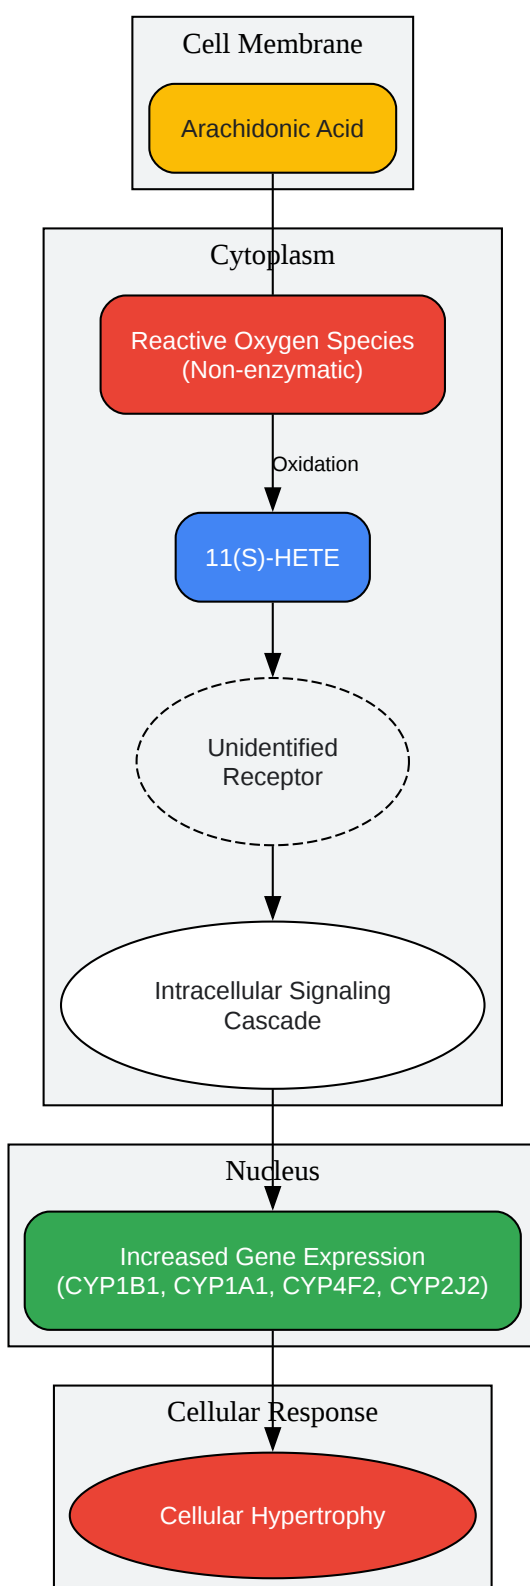 Cell Membrane
Arachidonic Acid
Cytoplasm
Reactive Oxygen Species
(Non-enzymatic)
Oxidation
11(S)-HETE
Unidentified
Receptor
Intracellular Signaling
Cascade
Nucleus
Increased Gene Expression
(CYP1B1, CYP1A1, CYP4F2, CYP2J2)
Cellular Response
Cellular Hypertrophy